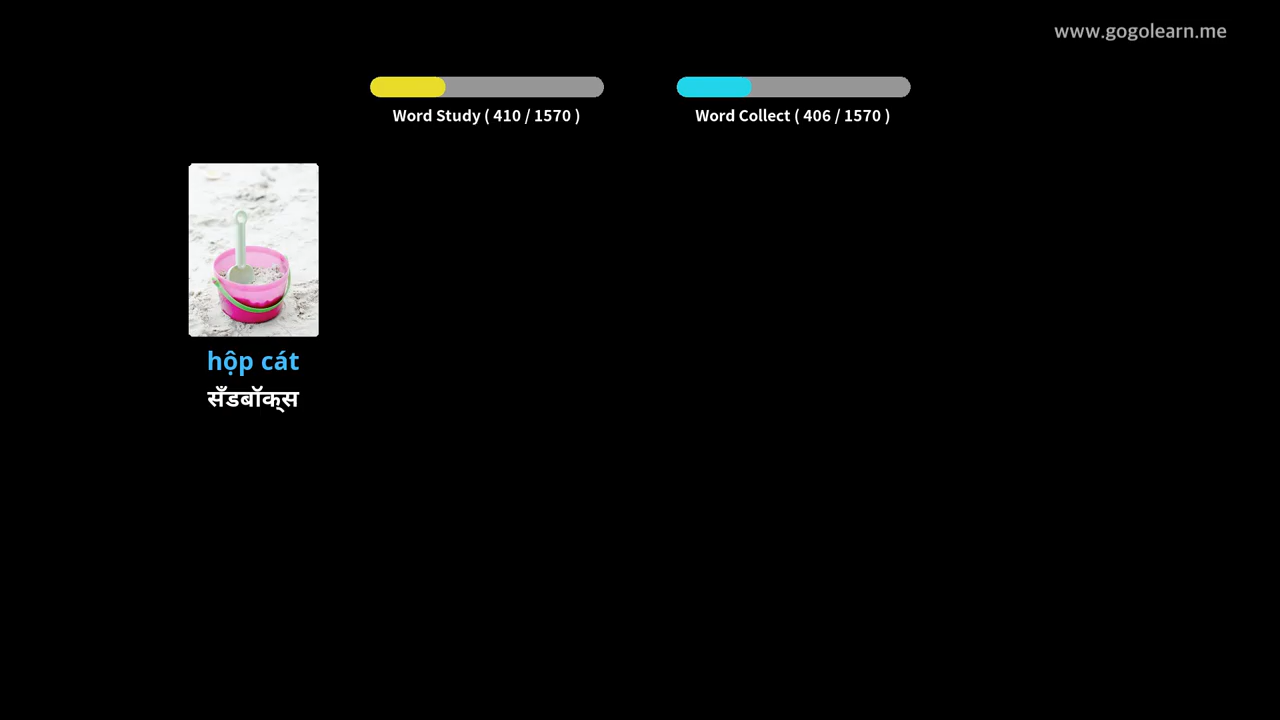 www.gogolearn.me
Word Study ( 410 / 1570 )
Word Collect ( 406 / 1570 )
hộp cát
सँडबॉक्स